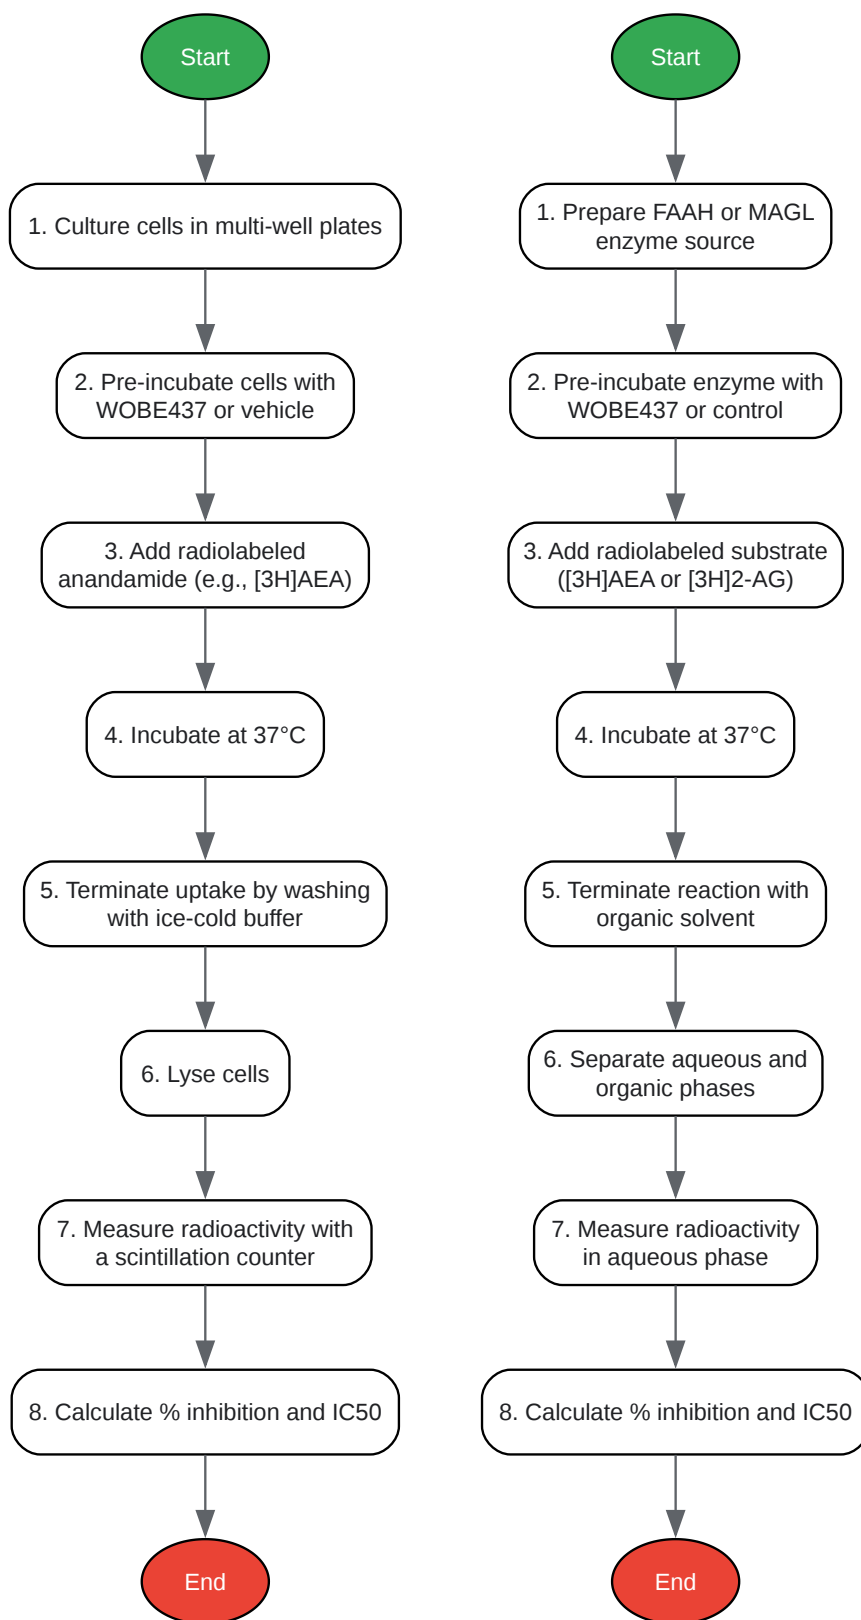 Start
1. Culture cells in multi-well plates
2. Pre-incubate cells with
WOBE437 or vehicle
3. Add radiolabeled
anandamide (e.g., [3H]AEA)
4. Incubate at 37°C
5. Terminate uptake by washing
with ice-cold buffer
6. Lyse cells
7. Measure radioactivity with
a scintillation counter
8. Calculate % inhibition and IC50
End
Start
1. Prepare FAAH or MAGL
enzyme source
2. Pre-incubate enzyme with
WOBE437 or control
3. Add radiolabeled substrate
([3H]AEA or [3H]2-AG)
4. Incubate at 37°C
5. Terminate reaction with
organic solvent
6. Separate aqueous and
organic phases
7. Measure radioactivity
in aqueous phase
8. Calculate % inhibition and IC50
End